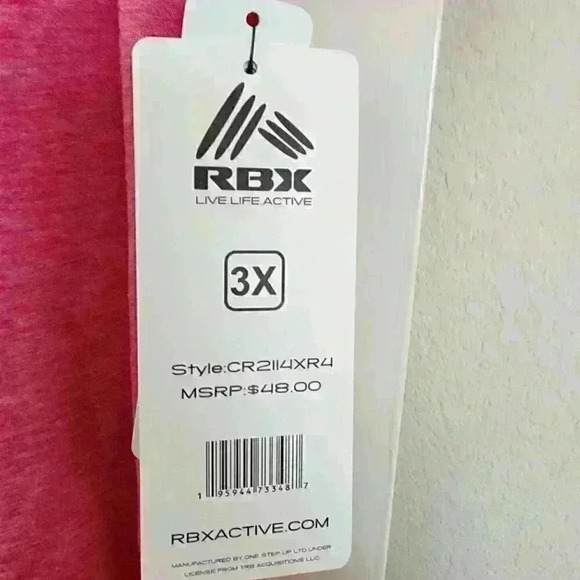 RBX
LIVE LIFE ACTIVE
3X
Style:CR2114XR4
MSRP:$48.00
1 95944 73348 7
RBXACTIVE.COM
MANUFACTURED BY ONE STEP UP LTD UNDER
LICENSE FROM TRB ACQUISITIONS LLC.